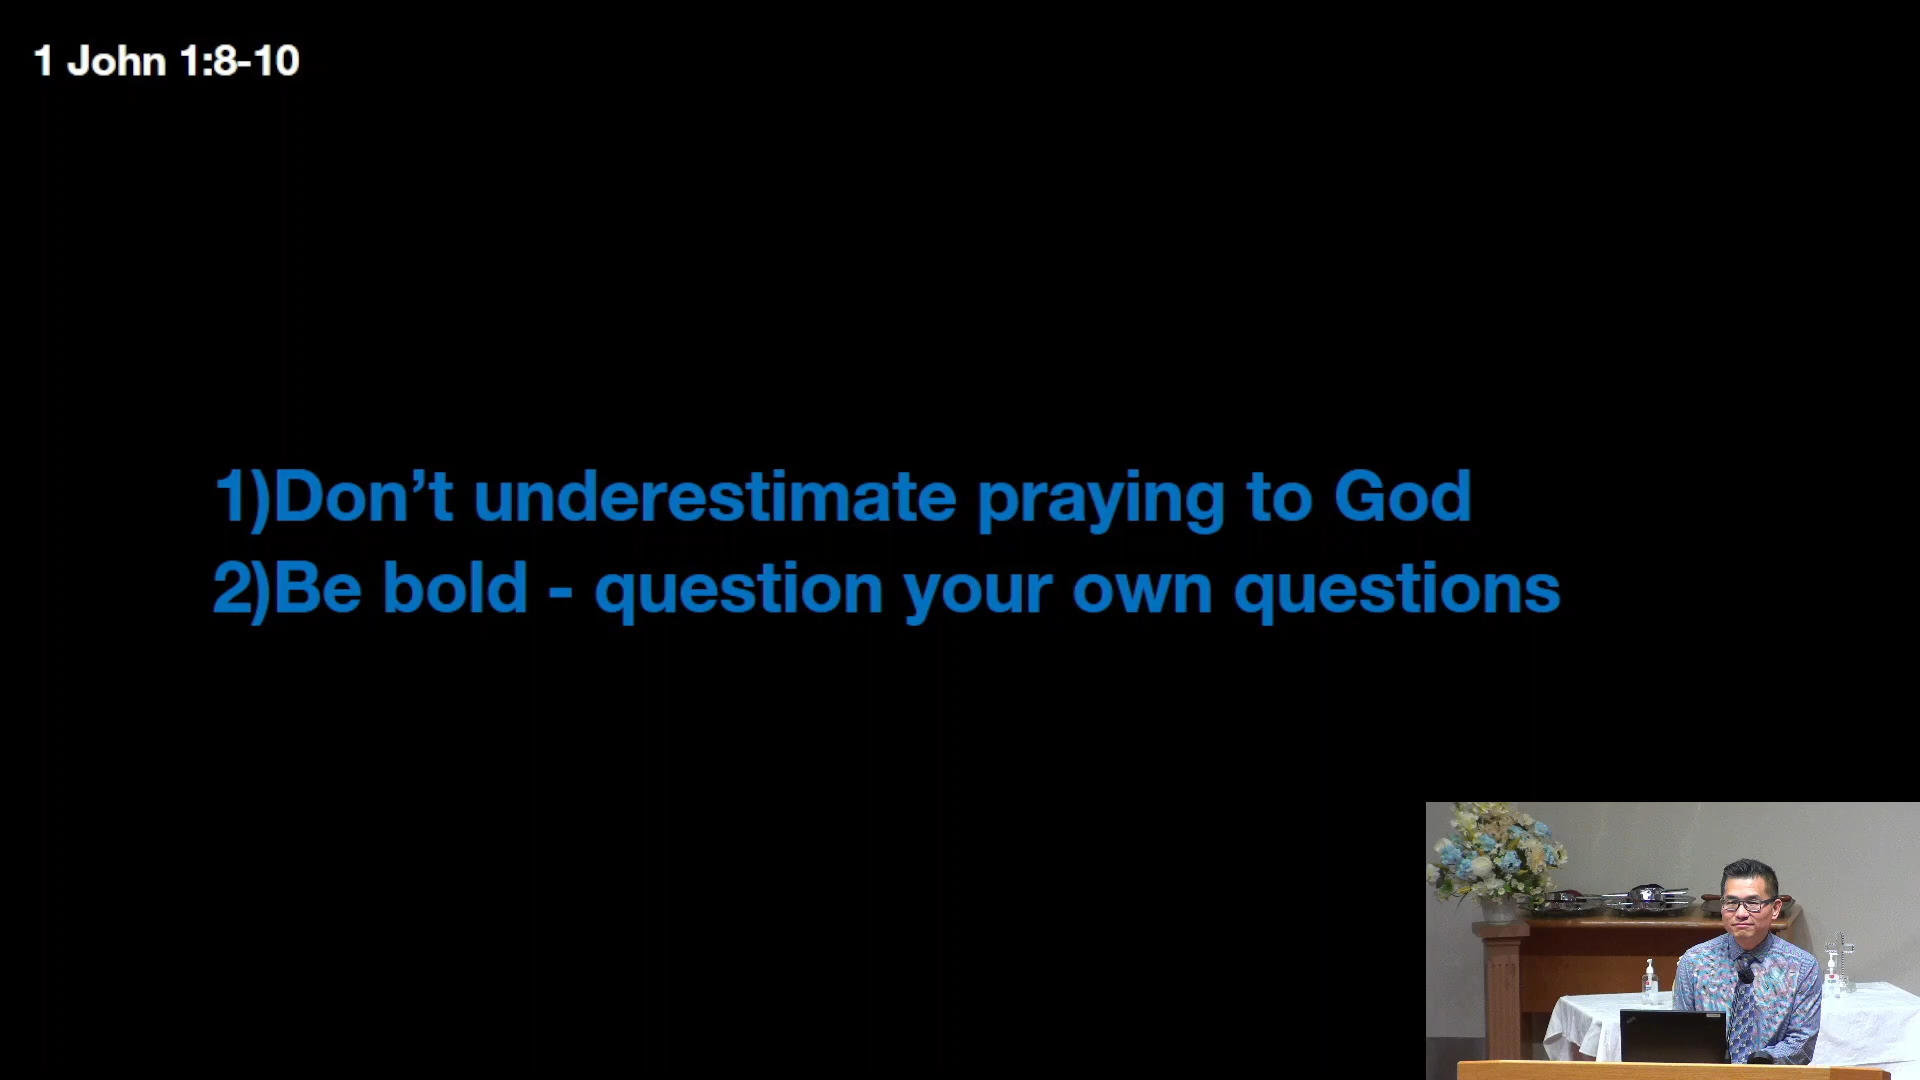 1 John 1:8-10
1)Don’t underestimate praying to God
2)Be bold - question your own questions